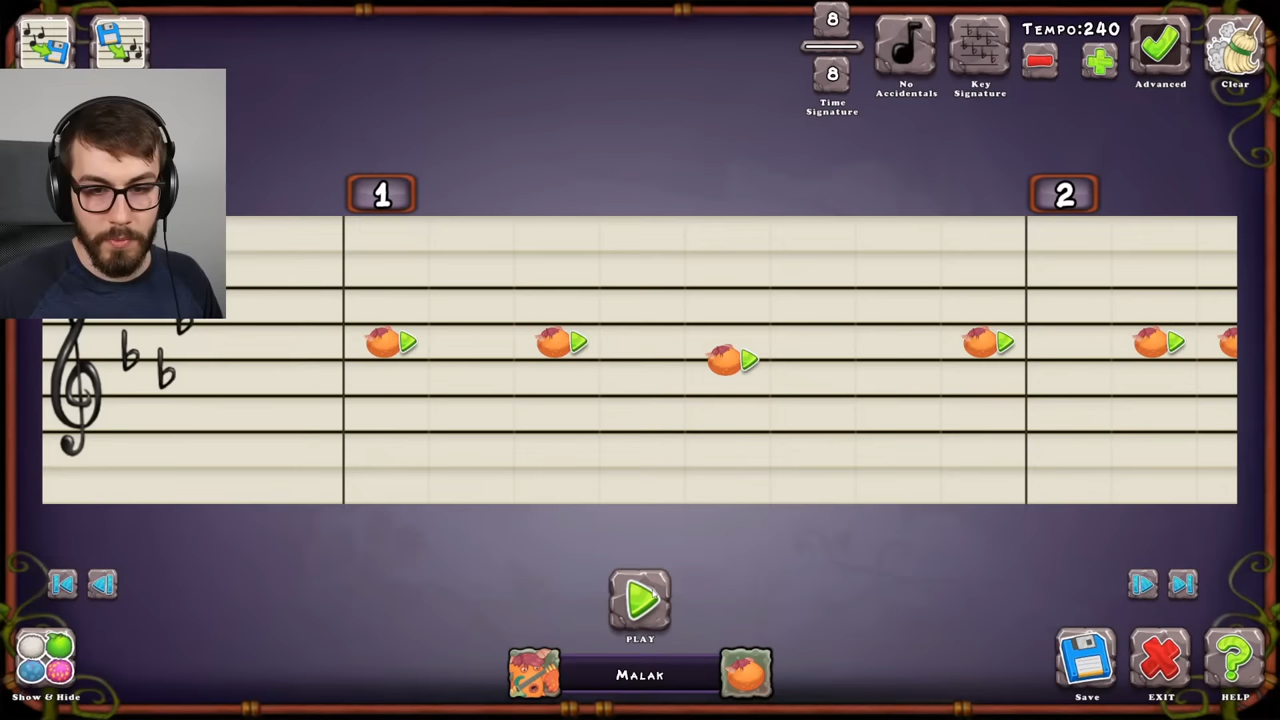 8
8
Time
Signature
No
Accidentals
Key
Signature
Tempo:240
Advanced
Clear
1
2
PLAY
Malak
Show & Hide
Save
EXIT
HELP